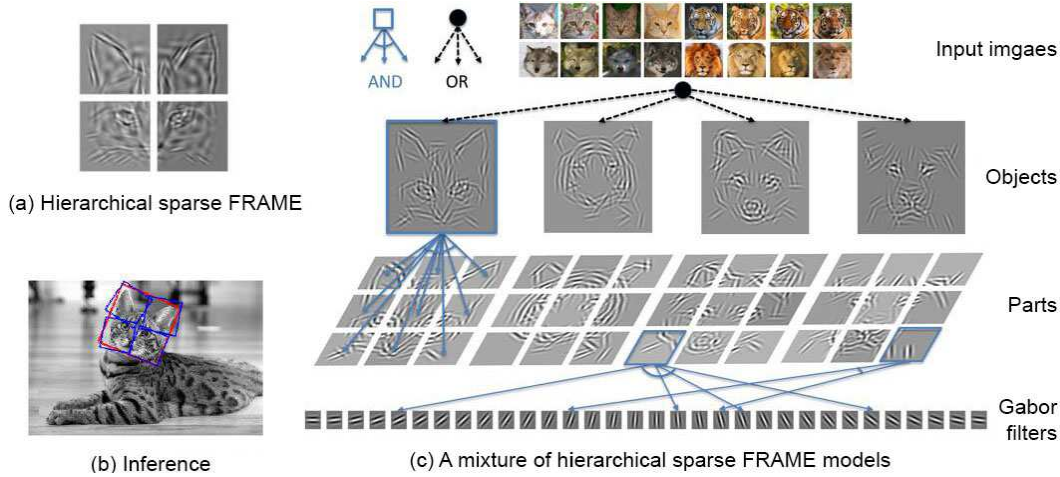 (a) Hierarchical sparse FRAME
(b) Inference
AND
OR
Input imgaes
Objects
Parts
Gabor
filters
(c) A mixture of hierarchical sparse FRAME models